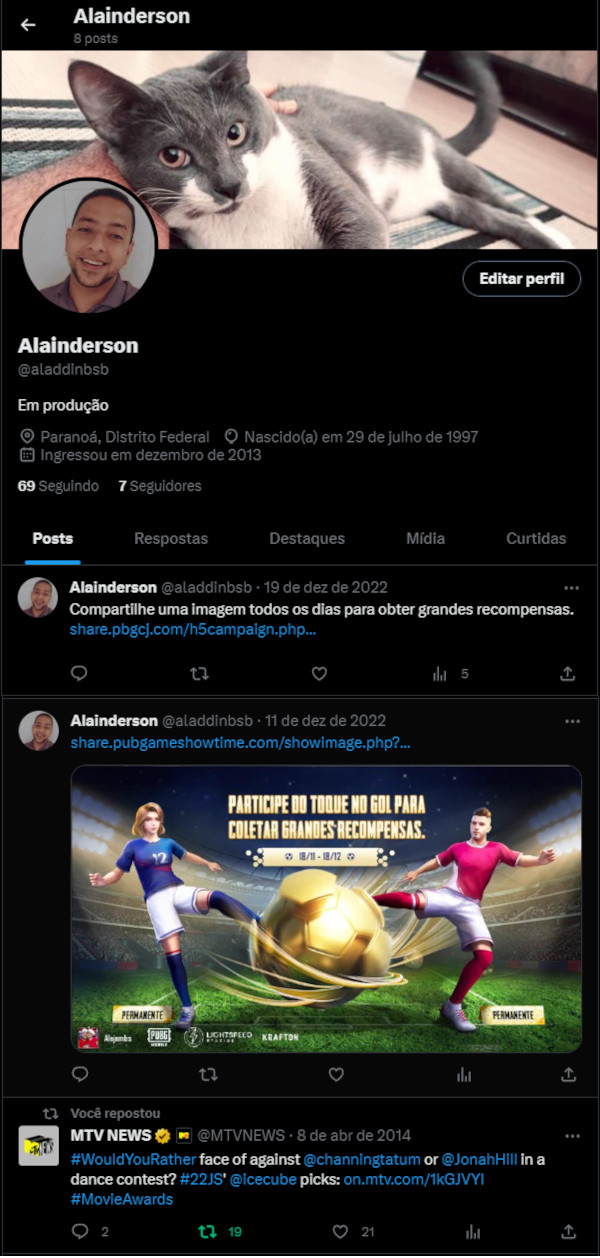 Alainderson
8 posts
Editar perfil
Alainderson
@aladdinbsb
Em produção
Paranoá, Distrito Federal Nascido(a) em 29 de julho de 1997
Ingressou em dezembro de 2013
69 Seguindo 7 Seguidores
Posts Respostas Destaques Mídia Curtidas
Alainderson @aladdinbsb · 19 de dez de 2022
Compartilhe uma imagem todos os dias para obter grandes recompensas.
share.pbgcj.com/h5campaign.php...
5
Alainderson @aladdinbsb · 11 de dez de 2022
share.pubgameshowtime.com/showimage.php?...
PARTICIPE DO TOQUE NO GOL PARA
COLETAR GRANDES RECOMPENSAS.
18/11 - 18/12
12
PERMANENTE PERMANENTE
PUBG MOBILE LIGHTSPEED STUDIOS KRAFTON
Você repostou
MTV NEWS @MTVNEWS · 8 de abr de 2014
#WouldYouRather face of against @channingtatum or @JonahHill in a
dance contest? #22JS' @icecube picks: on.mtv.com/1kGJVYl
#MovieAwards
2 19 21